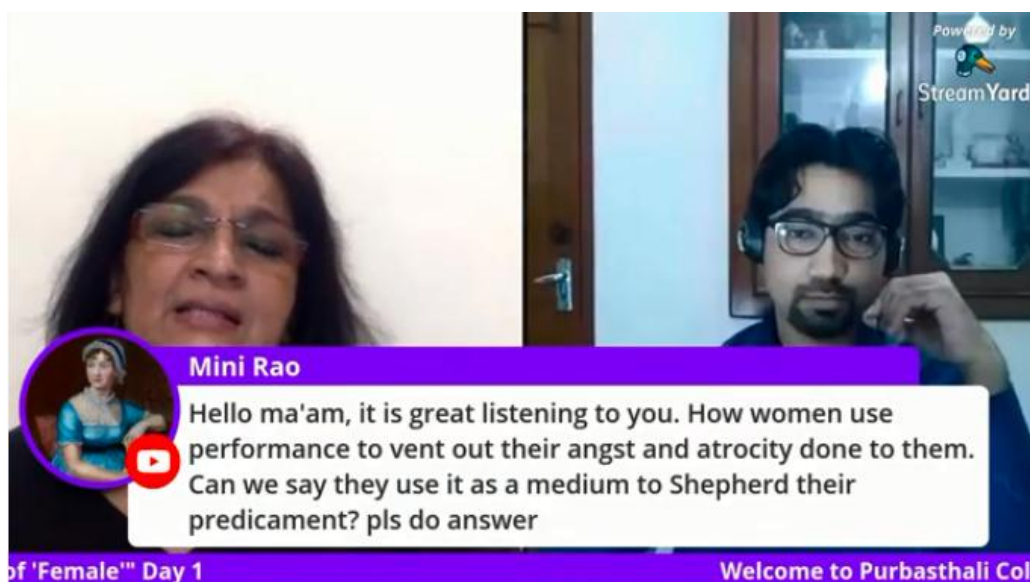 Powered by
StreamYard
Mini Rao
Hello ma'am, it is great listening to you. How women use
performance to vent out their angst and atrocity done to them.
Can we say they use it as a medium to Shepherd their
predicament? pls do answer
of 'Female'" Day 1
Welcome to Purbasthali Col